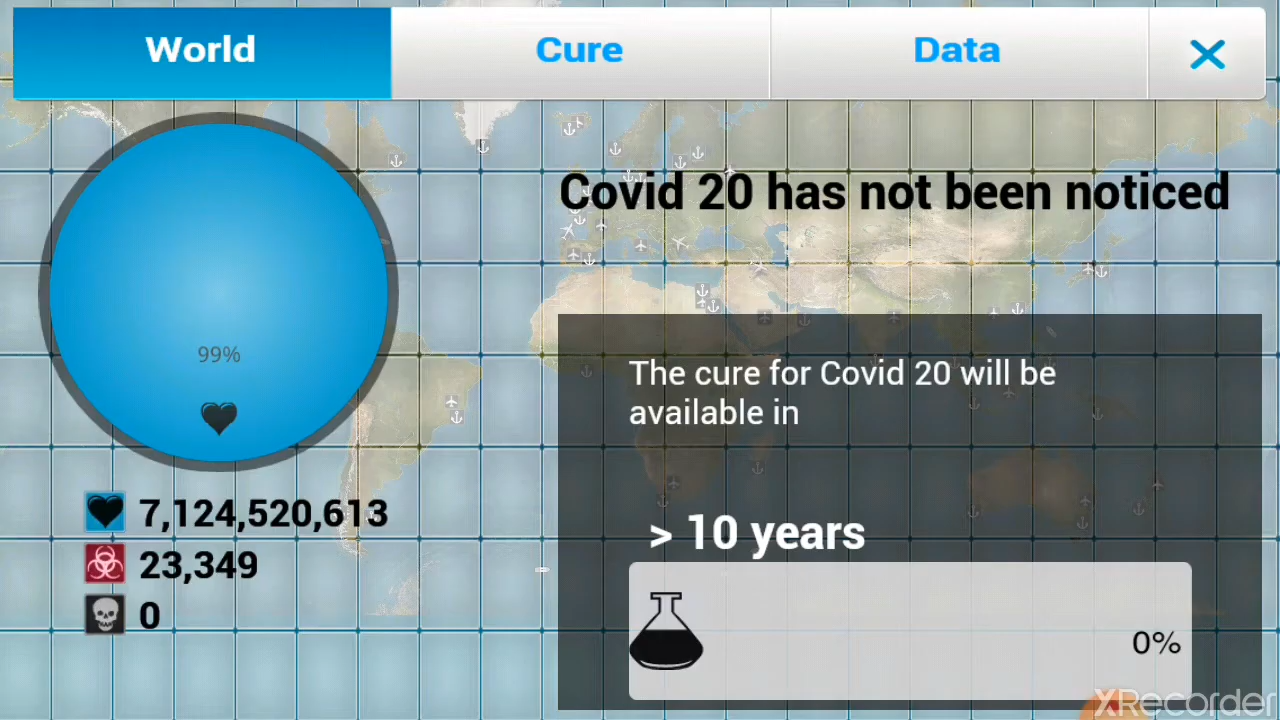 World
Cure
Data
99%
7,124,520,613
23,349
0
Covid 20 has not been noticed
The cure for Covid 20 will be
available in
> 10 years
0%
XRecorder